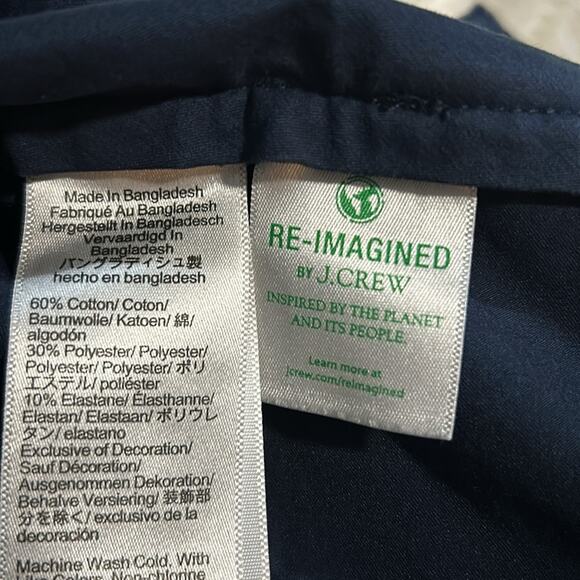 Made In Bangladesh
Fabriqué Au Bangladesh
Hergestellt In Bangladesch
Vervaardigd In
Bangladesh
バングラディシュ製
hecho en bangladesh
60% Cotton/ Coton/
Baumwolle/ Katoen/ 綿/
algodón
30% Polyester/ Polyester/
Polyester/ Polyester/ ポリ
エステル/ poliéster
10% Elastane/ Élasthanne/
Elastan/ Elastaan/ ポリウレ
タン/ elastano
Exclusive of Decoration/
Sauf Décoration/
Ausgenommen Dekoration/
Behalve Versiering/ 装飾部
分を除く/ exclusivo de la
decoración
Machine Wash Cold, With
Like Colors, Non-chlorine
RE-IMAGINED
BY J.CREW
INSPIRED BY THE PLANET
AND ITS PEOPLE.
Learn more at
jcrew.com/reimagined